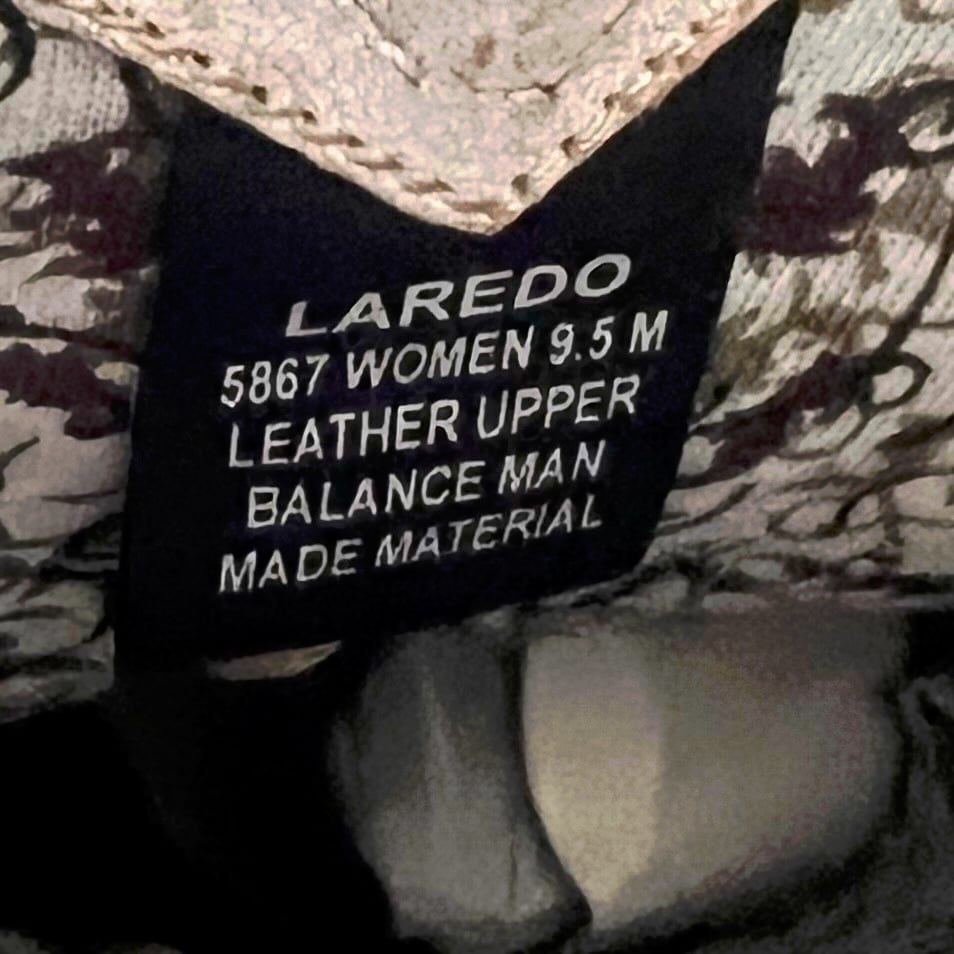 LAREDO
5867 WOMEN 9.5 M
LEATHER UPPER
BALANCE MAN
MADE MATERIAL